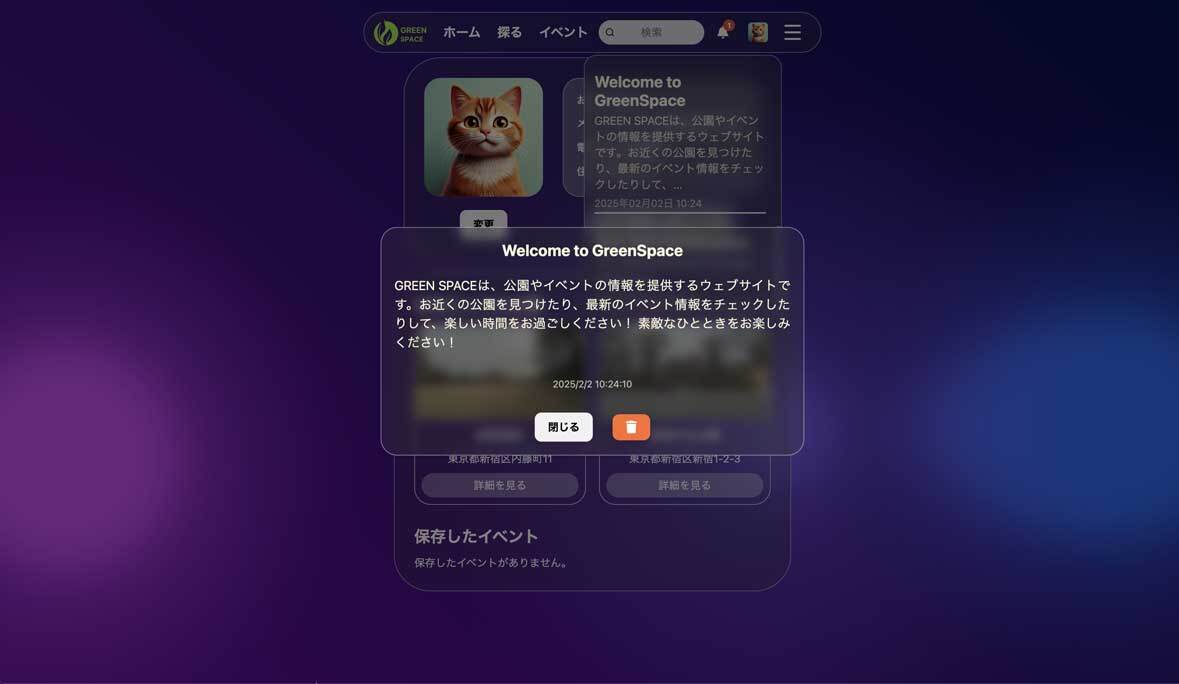 GREEN
SPACE
ホーム 探る イベント 検索 1
Welcome to
GreenSpace
GREEN SPACEは、公園やイベン
トの情報を提供するウェブサイト
です。お近くの公園を見つけた
り、最新のイベント情報をチェッ
クしたりして、...
2025年02月02日 10:24
お
メ
電
住
変更
Welcome to GreenSpace
GREEN SPACEは、公園やイベントの情報を提供するウェブサイトで
す。お近くの公園を見つけたり、最新のイベント情報をチェックした
りして、楽しい時間をお過ごしください！ 素敵なひとときをお楽しみ
ください！
2025/2/2 10:24:10
閉じる
東京都新宿区内藤町11
東京都新宿区新宿1-2-3
詳細を見る
詳細を見る
保存したイベント
保存したイベントがありません。